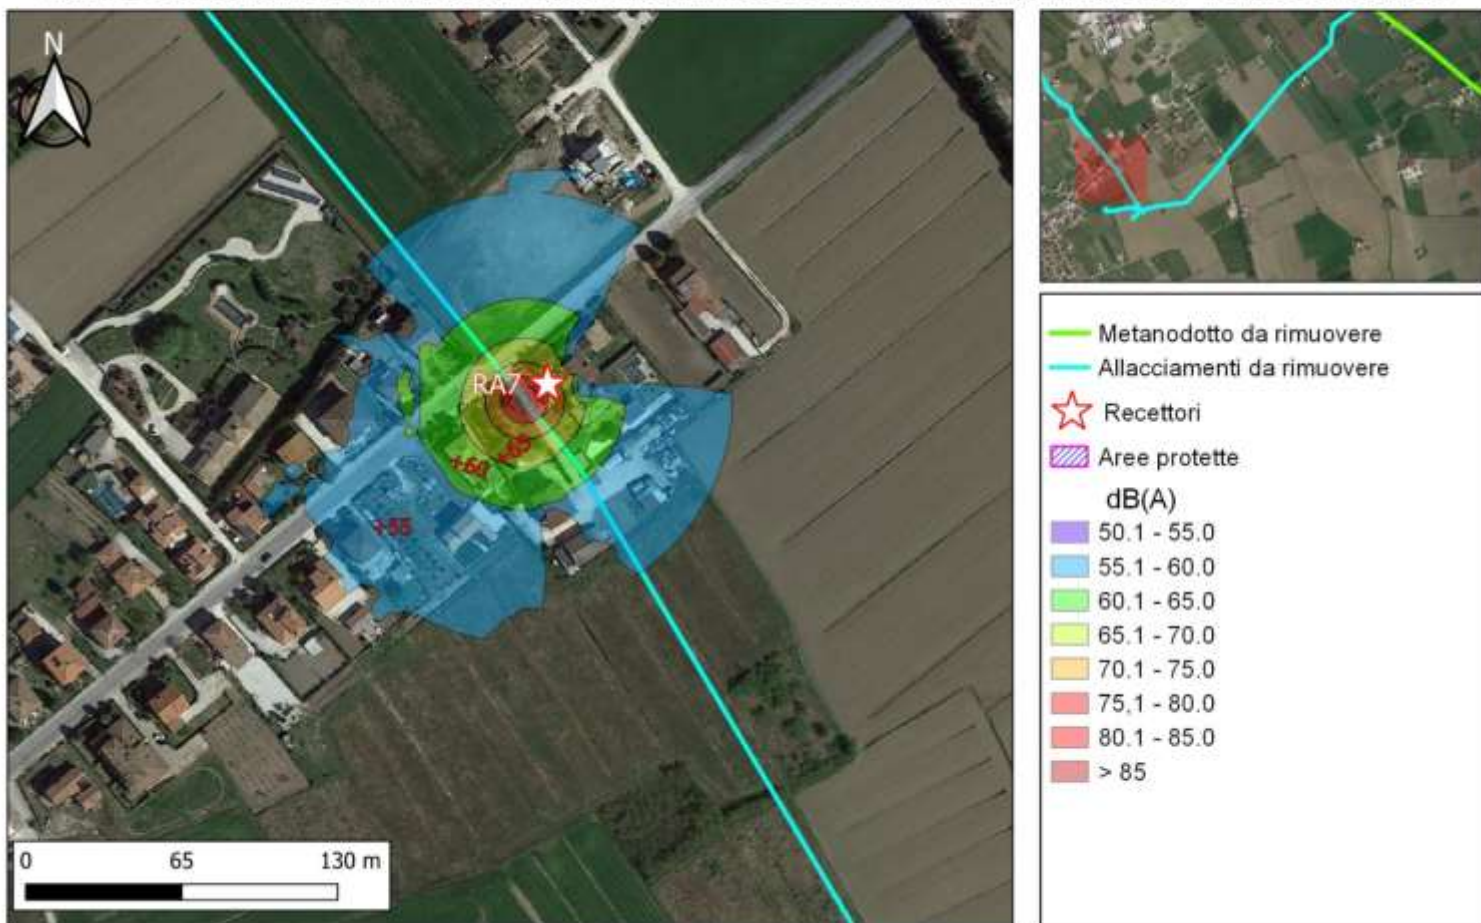 N
RA7
+60
+65
+55
0 65 130 m
Metanodotto da rimuovere
Allacciamenti da rimuovere
Recettori
Aree protette
dB(A)
50.1 - 55.0
55.1 - 60.0
60.1 - 65.0
65.1 - 70.0
70.1 - 75.0
75,1 - 80.0
80.1 - 85.0
> 85